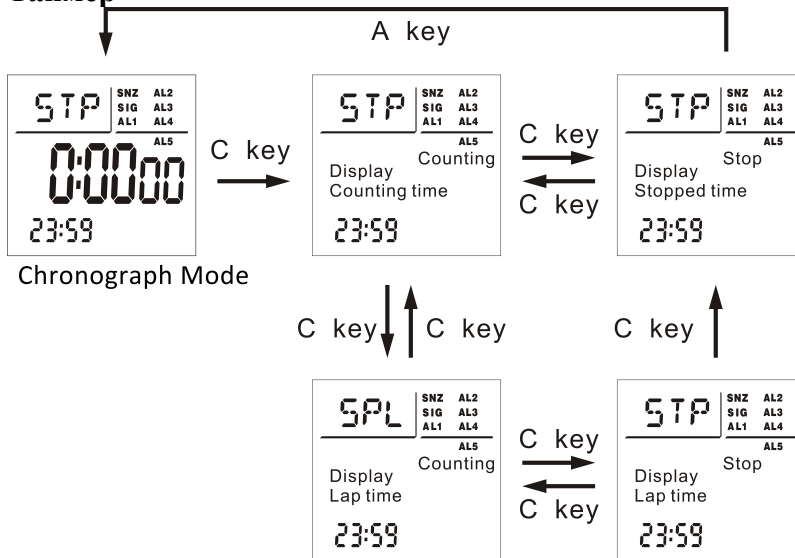 A key
STP SNZ AL2
SIG AL3
AL1 AL4
AL5
0:0000
23:59
Chronograph Mode
C key
STP SNZ AL2
SIG AL3
AL1 AL4
AL5
Counting
Display
Counting time
23:59
C key
C key
STP SNZ AL2
SIG AL3
AL1 AL4
AL5
Stop
Display
Stopped time
23:59
C key
C key
C key
SPL SNZ AL2
SIG AL3
AL1 AL4
AL5
Counting
Display
Lap time
23:59
C key
C key
STP SNZ AL2
SIG AL3
AL1 AL4
AL5
Stop
Display
Lap time
23:59